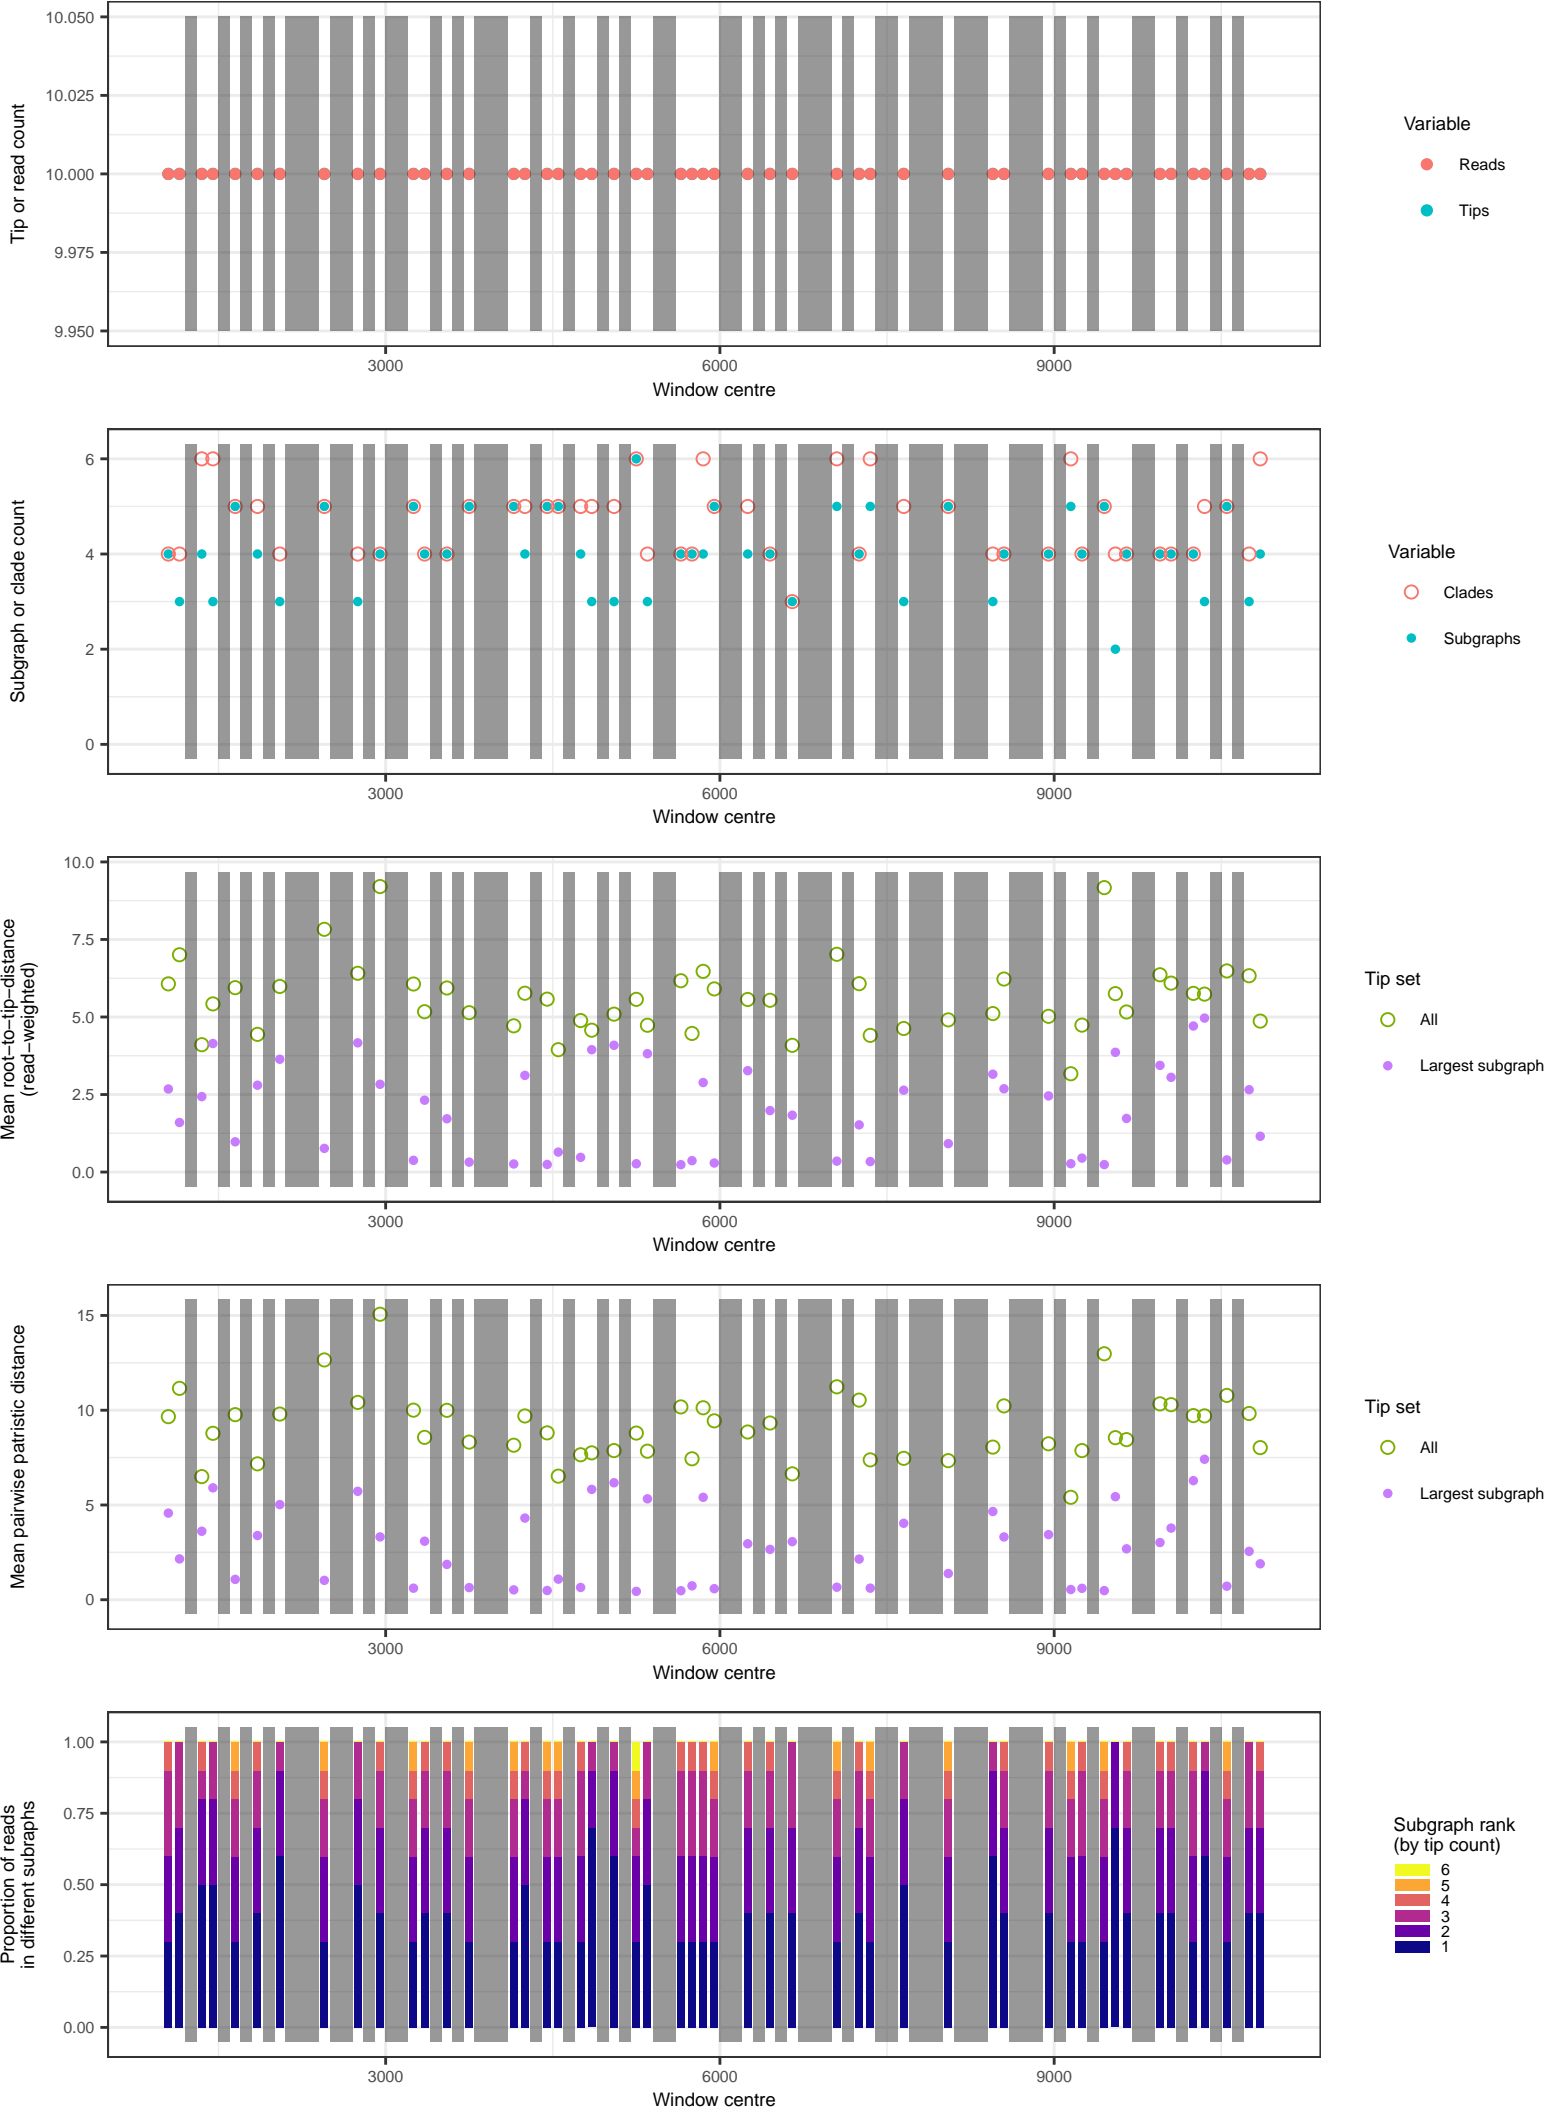 Tip or read count
10.050
10.025
10.000
9.975
9.950
3000 6000 9000
Window centre
Variable
Reads
Tips
Subgraph or clade count
6
4
2
0
3000 6000 9000
Window centre
Variable
Clades
Subgraphs
Mean root−to−tip−distance
(read−weighted)
10.0
7.5
5.0
2.5
0.0
3000 6000 9000
Window centre
Tip set
All
Largest subgraph
Mean pairwise patristic distance
15
10
5
0
3000 6000 9000
Window centre
Tip set
All
Largest subgraph
Proportion of reads
in different subraphs
1.00
0.75
0.50
0.25
0.00
3000 6000 9000
Window centre
Subgraph rank
(by tip count)
6
5
4
3
2
1